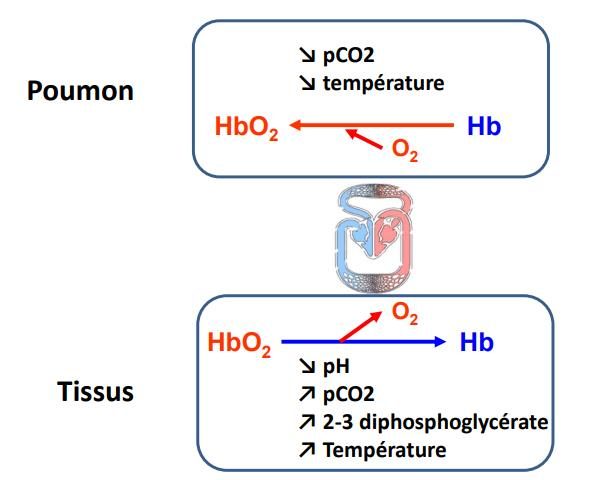 Poumon
↘ pCO2
↘ température
HbO₂ Hb
O₂
O₂
HbO₂ Hb
Tissus
↘ pH
↗ pCO2
↗ 2-3 diphosphoglycérate
↗ Température